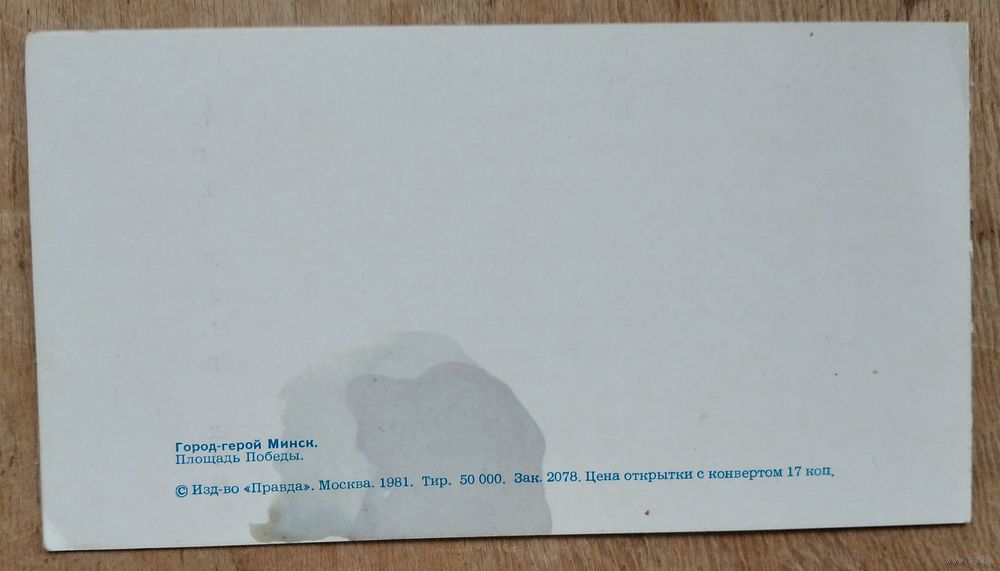 Город-герой Минск.
Площадь Победы.
© Изд-во «Правда». Москва. 1981. Тир. 50 000. Зак. 2078. Цена открытки с конвертом 17 коп.